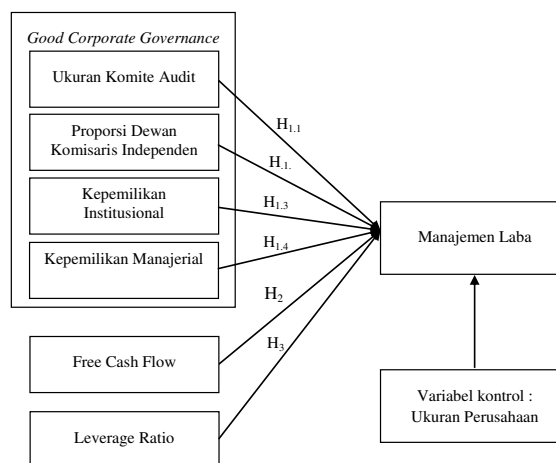 Good Corporate Governance
Ukuran Komite Audit
Proporsi Dewan
Komisaris Independen
Kepemilikan
Institusional
Kepemilikan Manajerial
Free Cash Flow
Leverage Ratio
H1.1
H.1.
H1.3
H1.4
H2
H3
Manajemen Laba
Variabel kontrol :
Ukuran Perusahaan